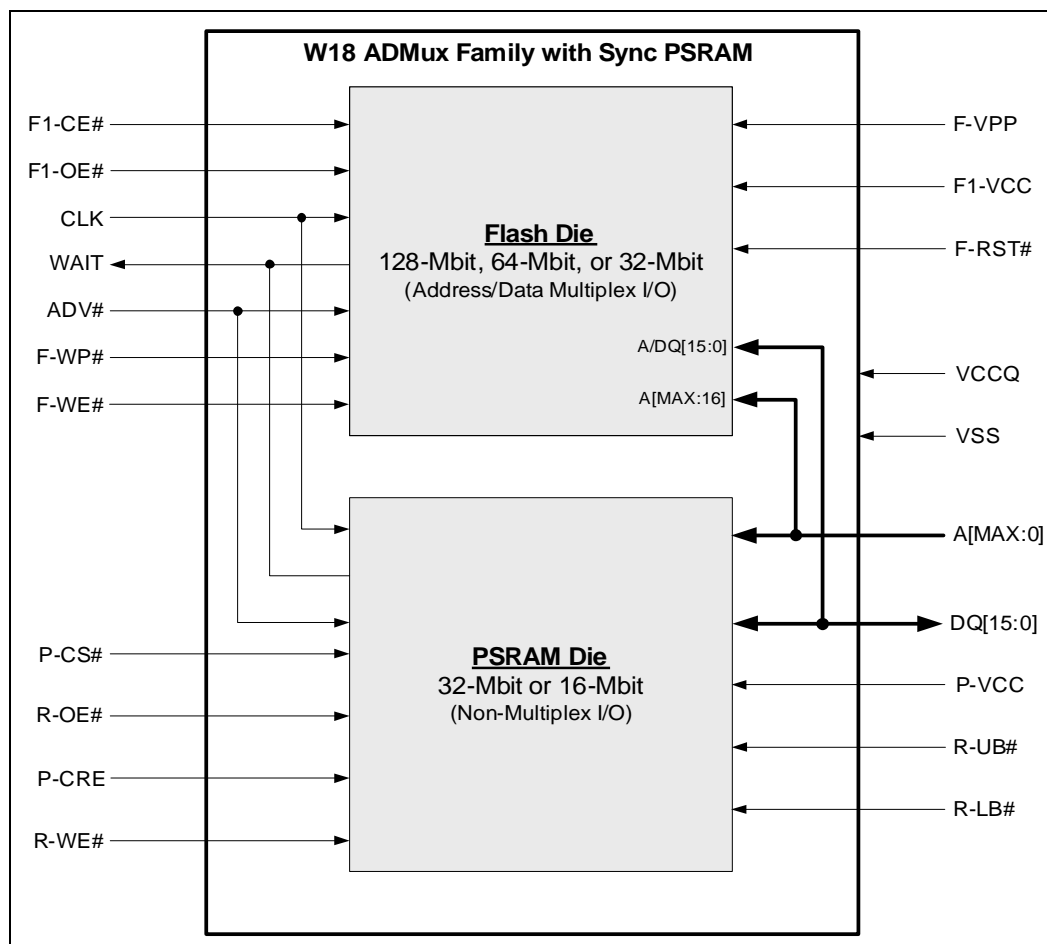 W18 ADMux Family with Sync PSRAM
F1-CE#
F1-OE#
CLK
WAIT
ADV#
F-WP#
F-WE#
Flash Die
128-Mbit, 64-Mbit, or 32-Mbit
(Address/Data Multiplex I/O)
A/DQ[15:0]
A[MAX:16]
F-VPP
F1-VCC
F-RST#
VCCQ
VSS
A[MAX:0]
DQ[15:0]
P-VCC
R-UB#
R-LB#
PSRAM Die
32-Mbit or 16-Mbit
(Non-Multiplex I/O)
P-CS#
R-OE#
P-CRE
R-WE#